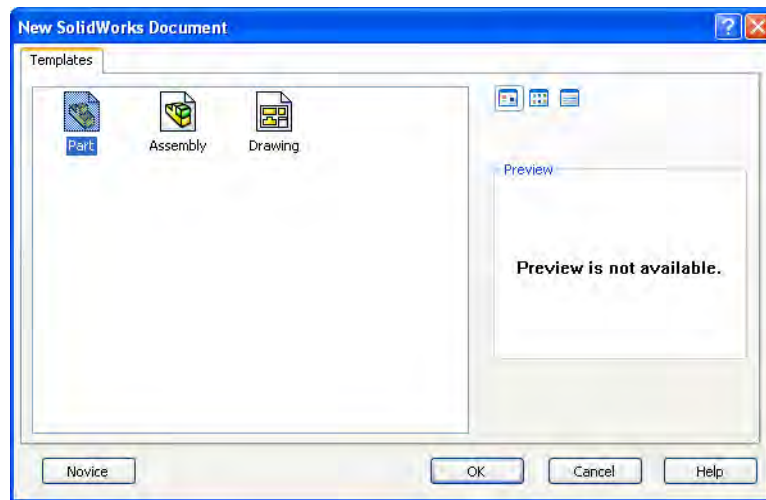 New SolidWorks Document
Templates
Part Assembly Drawing
Preview
Preview is not available.
Novice OK Cancel Help